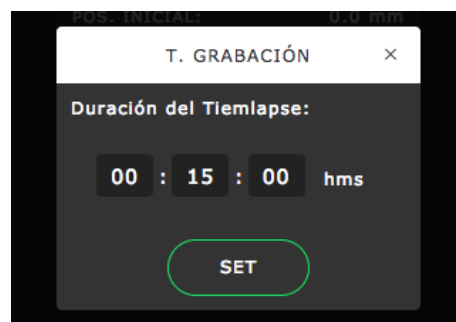 POS. INICIAL: 0.0 mm
T. GRABACIÓN ×
Duración del Tiemlapse:
00 : 15 : 00 hms
SET